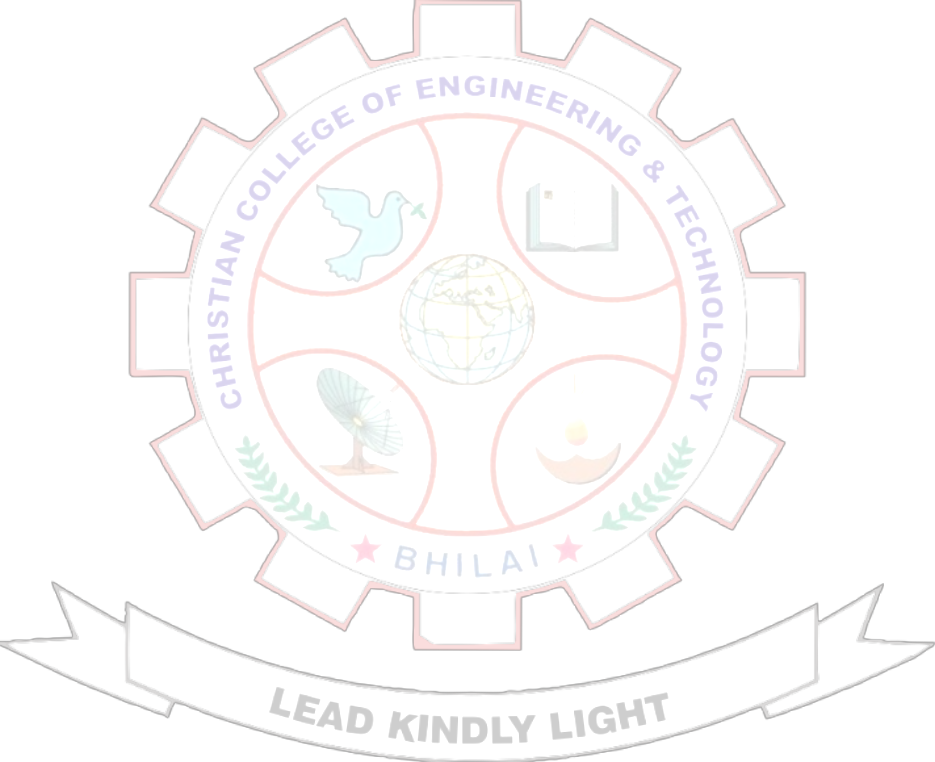 CHRISTIAN COLLEGE OF ENGINEERING & TECHNOLOGY
BHILAI
LEAD KINDLY LIGHT